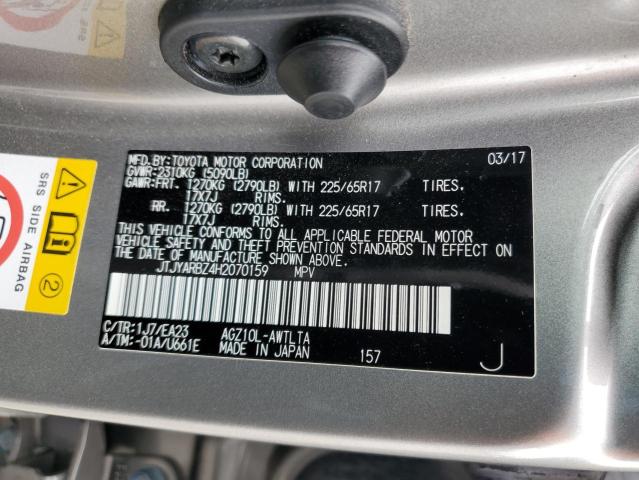 MFD.BY:TOYOTA MOTOR CORPORATION 03/17
GVWR:2310KG (5090LB)
GAWR:FRT. 1270KG (2790LB) WITH 225/65R17 TIRES.
17X7J RIMS.
RR. 1270KG (2790LB) WITH 225/65R17 TIRES.
17X7J RIMS.
THIS VEHICLE CONFORMS TO ALL APPLICABLE FEDERAL MOTOR
VEHICLE SAFETY AND THEFT PREVENTION STANDARDS IN EFFECT ON
THE DATE OF MANUFACTURE SHOWN ABOVE.
JTJYARBZ4H2070159 MPV
C/TR:1J7/EA23 AGZ10L-AWTLTA
A/TM:-01A/U661E MADE IN JAPAN 157 J
SRS SIDE AIRBAG